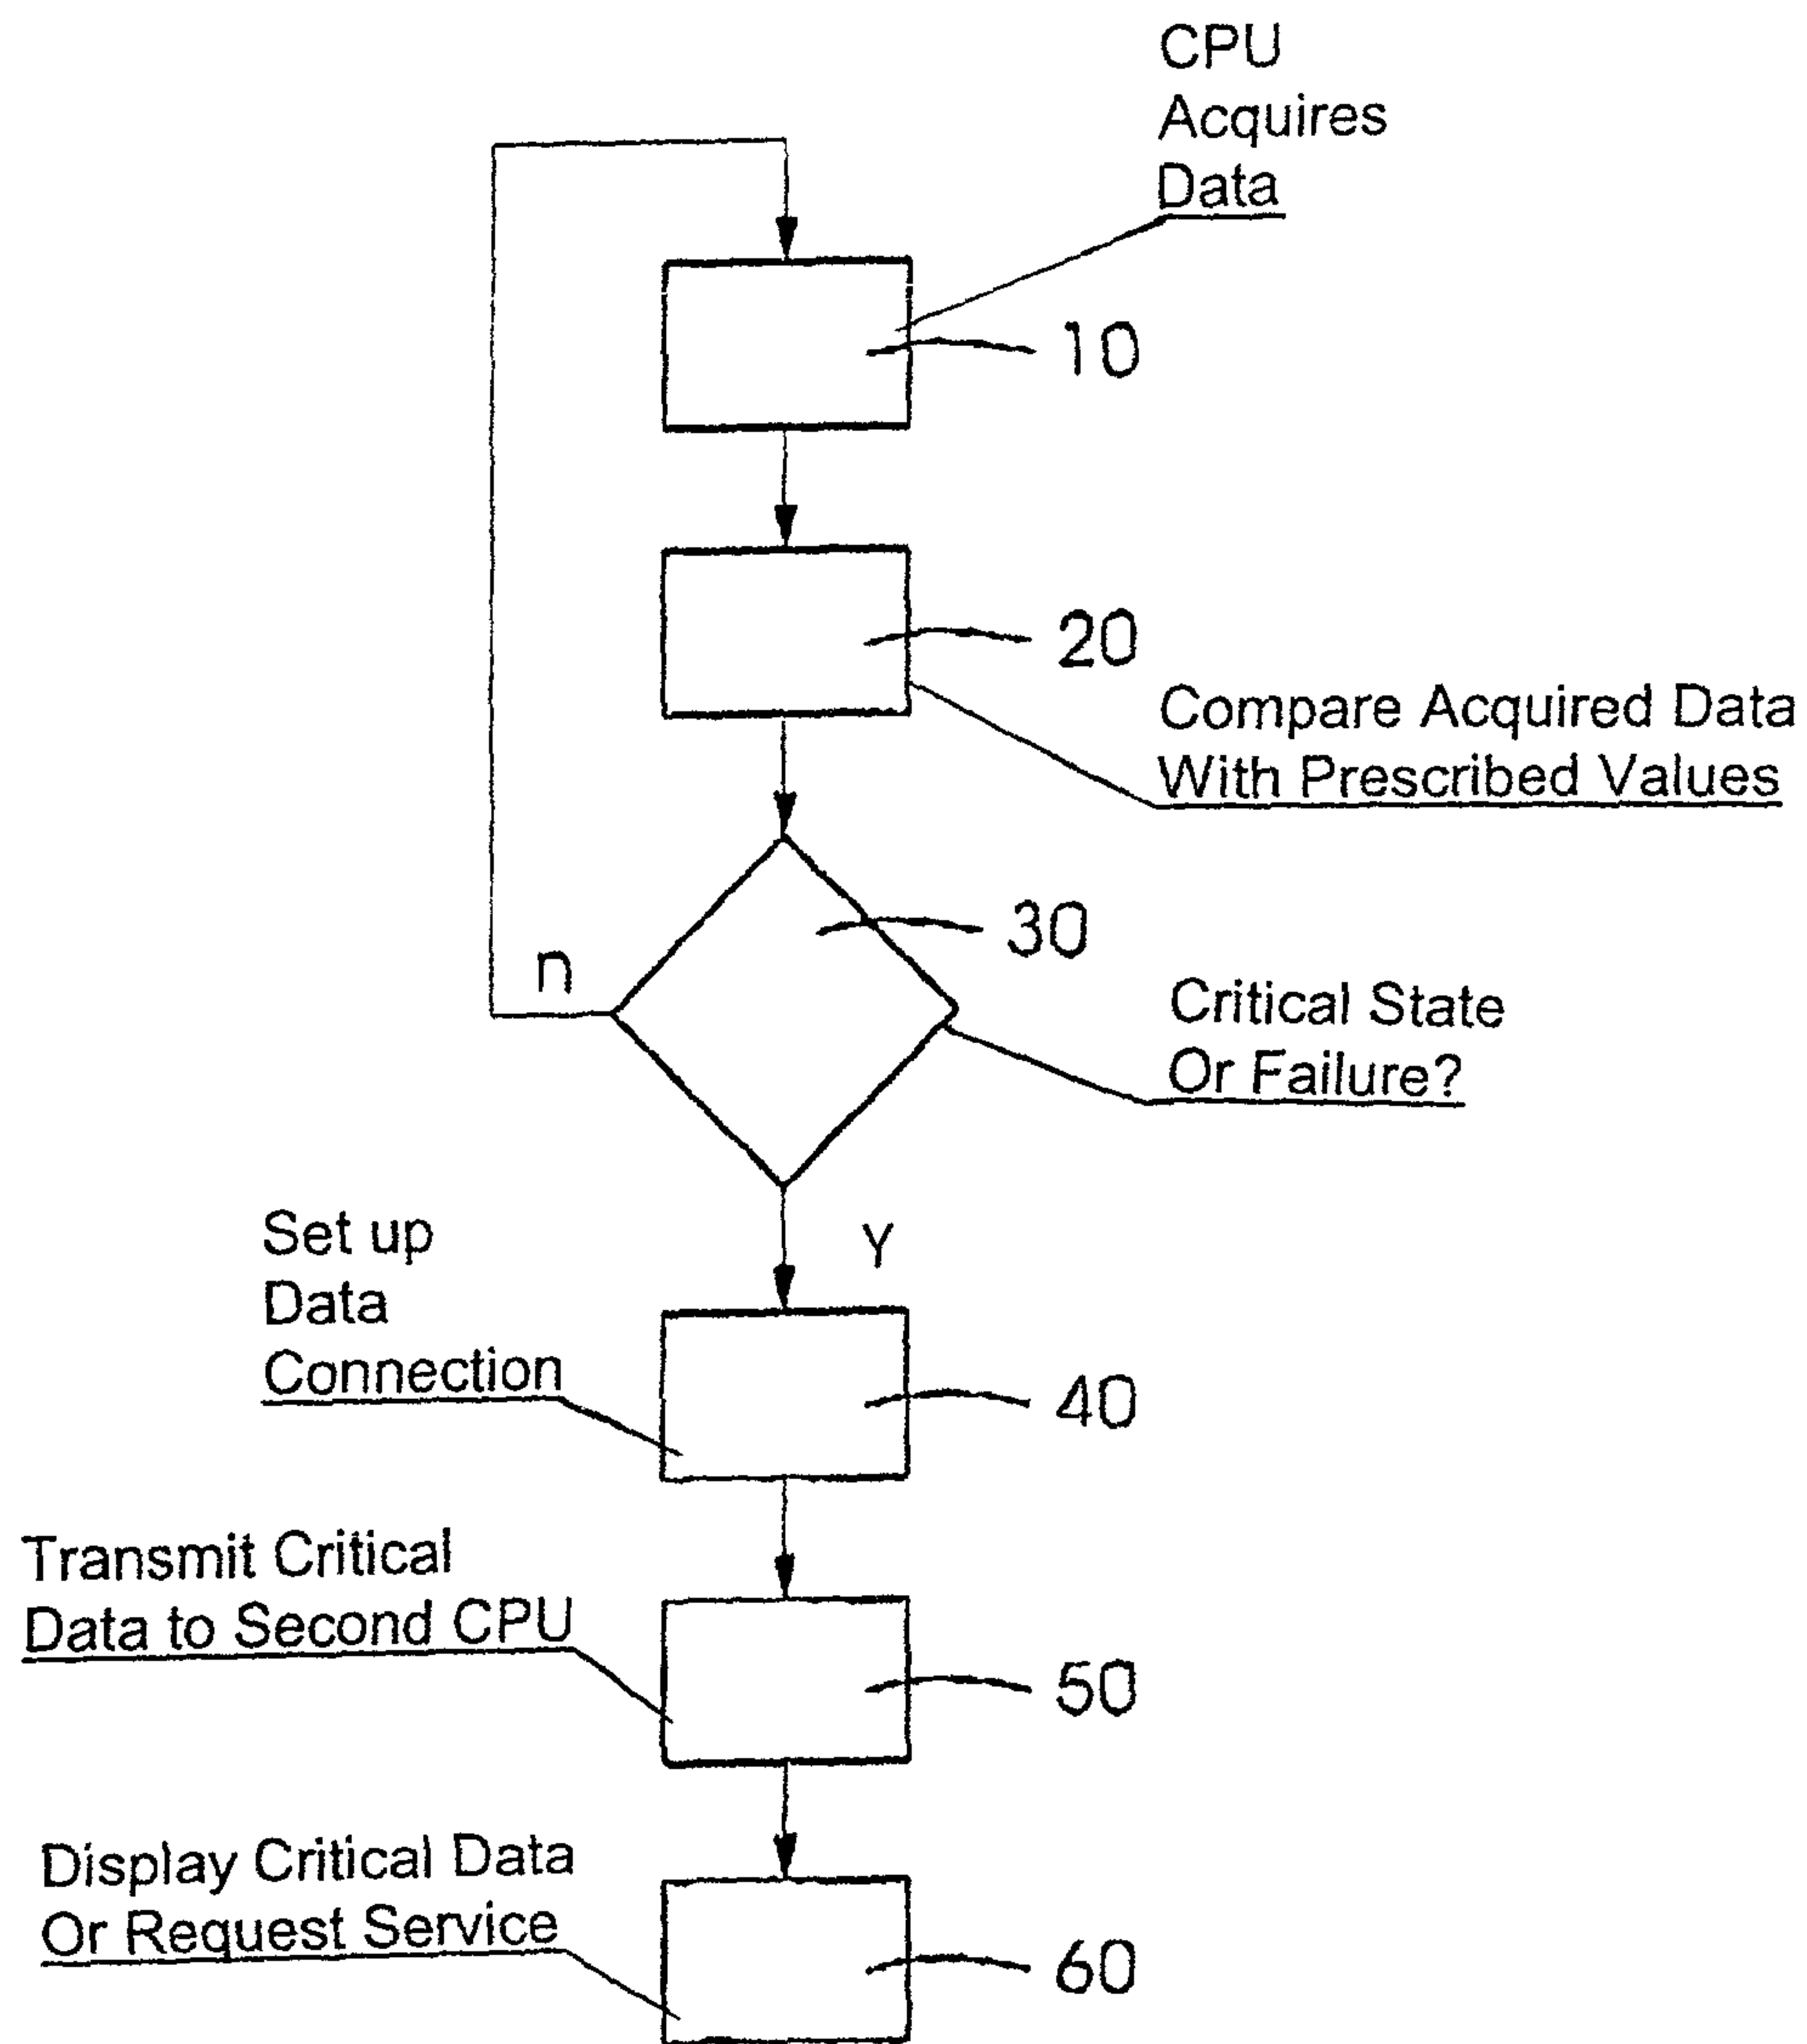 CPU
Acquires
Data
10
20
Compare Acquired Data
With Prescribed Values
30
n
Critical State
Or Failure?
Y
Set up
Data
Connection
40
Transmit Critical
Data to Second CPU
50
Display Critical Data
Or Request Service
60